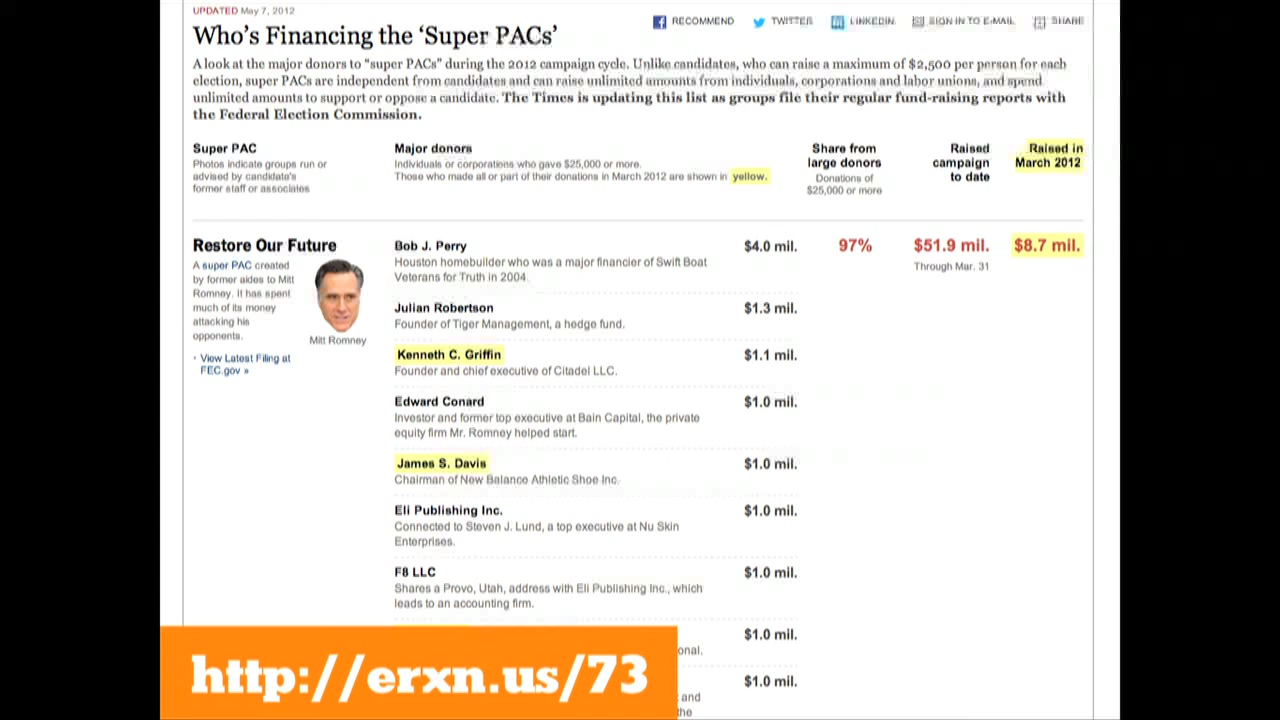 UPDATED May 7, 2012
RECOMMEND TWITTER LINKEDIN SIGN IN TO E-MAIL SHARE
Who's Financing the 'Super PACs'
A look at the major donors to "super PACs" during the 2012 campaign cycle. Unlike candidates, who can raise a maximum of $2,500 per person for each
election, super PACs are independent from candidates and can raise unlimited amounts from individuals, corporations and labor unions, and spend
unlimited amounts to support or oppose a candidate. The Times is updating this list as groups file their regular fund-raising reports with
the Federal Election Commission.
Super PAC
Photos indicate groups run or
advised by candidate's
former staff or associates
Major donors
Individuals or corporations who gave $25,000 or more.
Those who made all or part of their donations in March 2012 are shown in yellow.
Share from
large donors
Donations of
$25,000 or more
Raised
campaign
to date
Raised in
March 2012
Restore Our Future
A super PAC created
by former aides to Mitt
Romney. It has spent
much of its money
attacking his
opponents.
View Latest Filing at
FEC.gov »
Mitt Romney
Bob J. Perry $4.0 mil. 97% $51.9 mil. $8.7 mil.
Through Mar. 31
Houston homebuilder who was a major financier of Swift Boat
Veterans for Truth in 2004.
Julian Robertson $1.3 mil.
Founder of Tiger Management, a hedge fund.
Kenneth C. Griffin $1.1 mil.
Founder and chief executive of Citadel LLC.
Edward Conard $1.0 mil.
Investor and former top executive at Bain Capital, the private
equity firm Mr. Romney helped start.
James S. Davis $1.0 mil.
Chairman of New Balance Athletic Shoe Inc.
Eli Publishing Inc. $1.0 mil.
Connected to Steven J. Lund, a top executive at Nu Skin
Enterprises.
F8 LLC $1.0 mil.
Shares a Provo, Utah, address with Eli Publishing Inc., which
leads to an accounting firm.
$1.0 mil.
onal.
$1.0 mil.
and
the
http://erxn.us/73